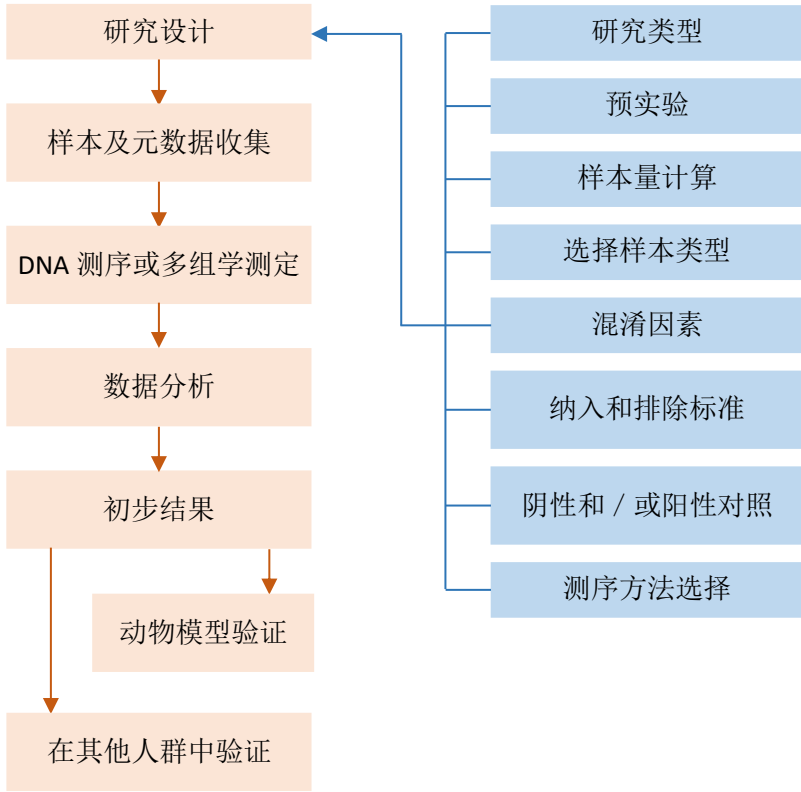 研究设计
样本及元数据收集
DNA 测序或多组学测定
数据分析
初步结果
动物模型验证
在其他人群中验证
研究类型
预实验
样本量计算
选择样本类型
混淆因素
纳入和排除标准
阴性和 / 或阳性对照
测序方法选择